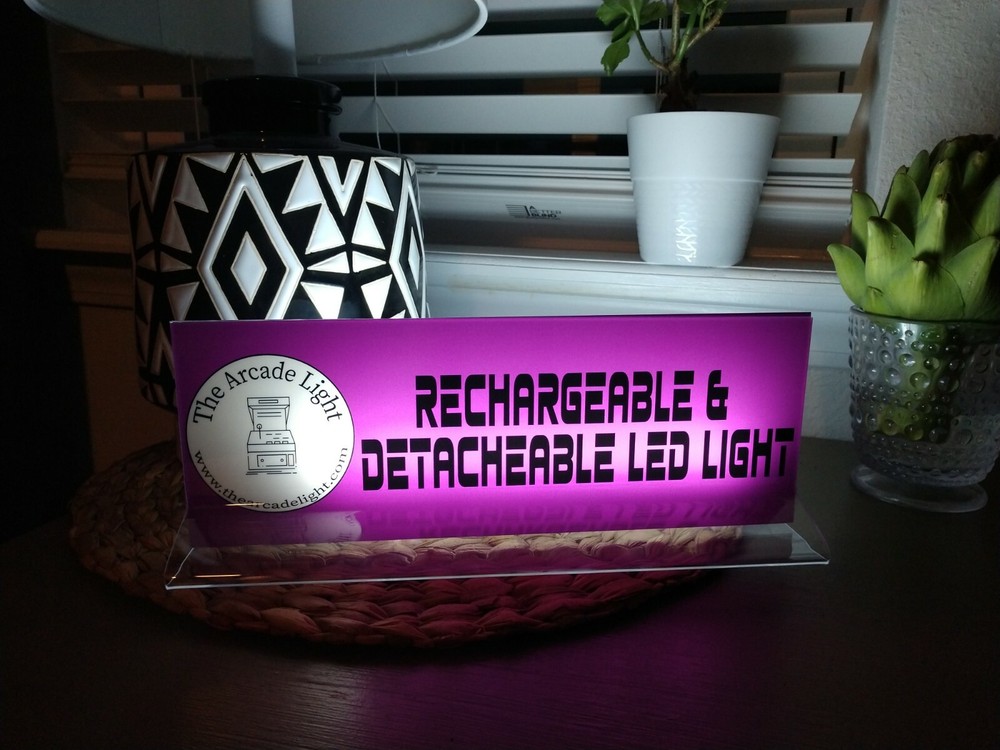 The Arcade Light
www.thearcadelight.com
RECHARGEABLE &
DETACHEABLE LED LIGHT